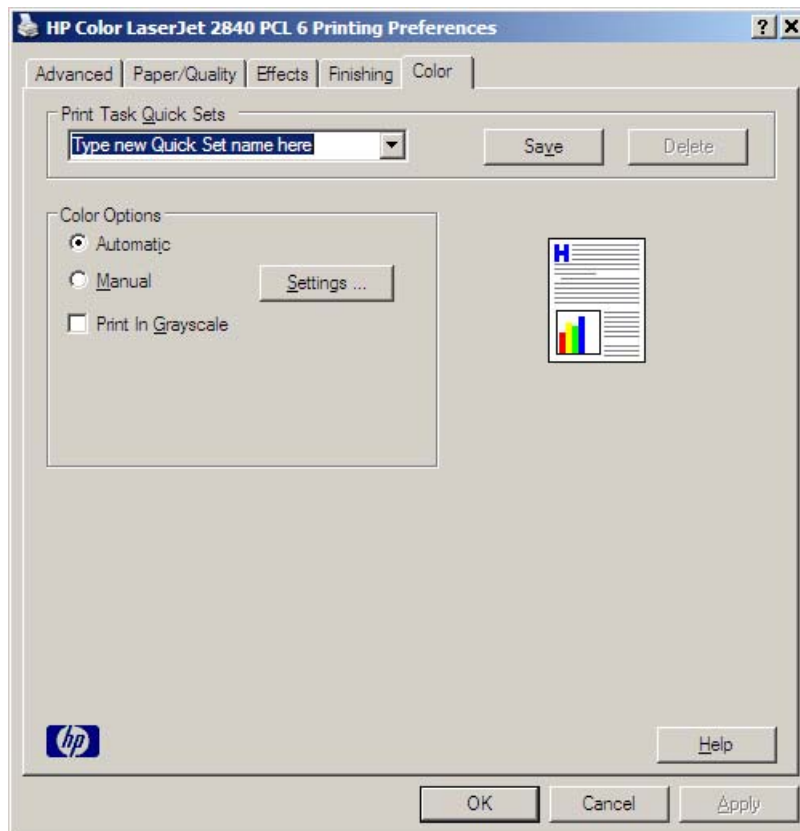 HP Color LaserJet 2840 PCL 6 Printing Preferences
Advanced Paper/Quality Effects Finishing Color
Print Task Quick Sets
Type new Quick Set name here Save Delete
Color Options
Automatic
Manual Settings ...
Print In Grayscale
H
hp Help
OK Cancel Apply